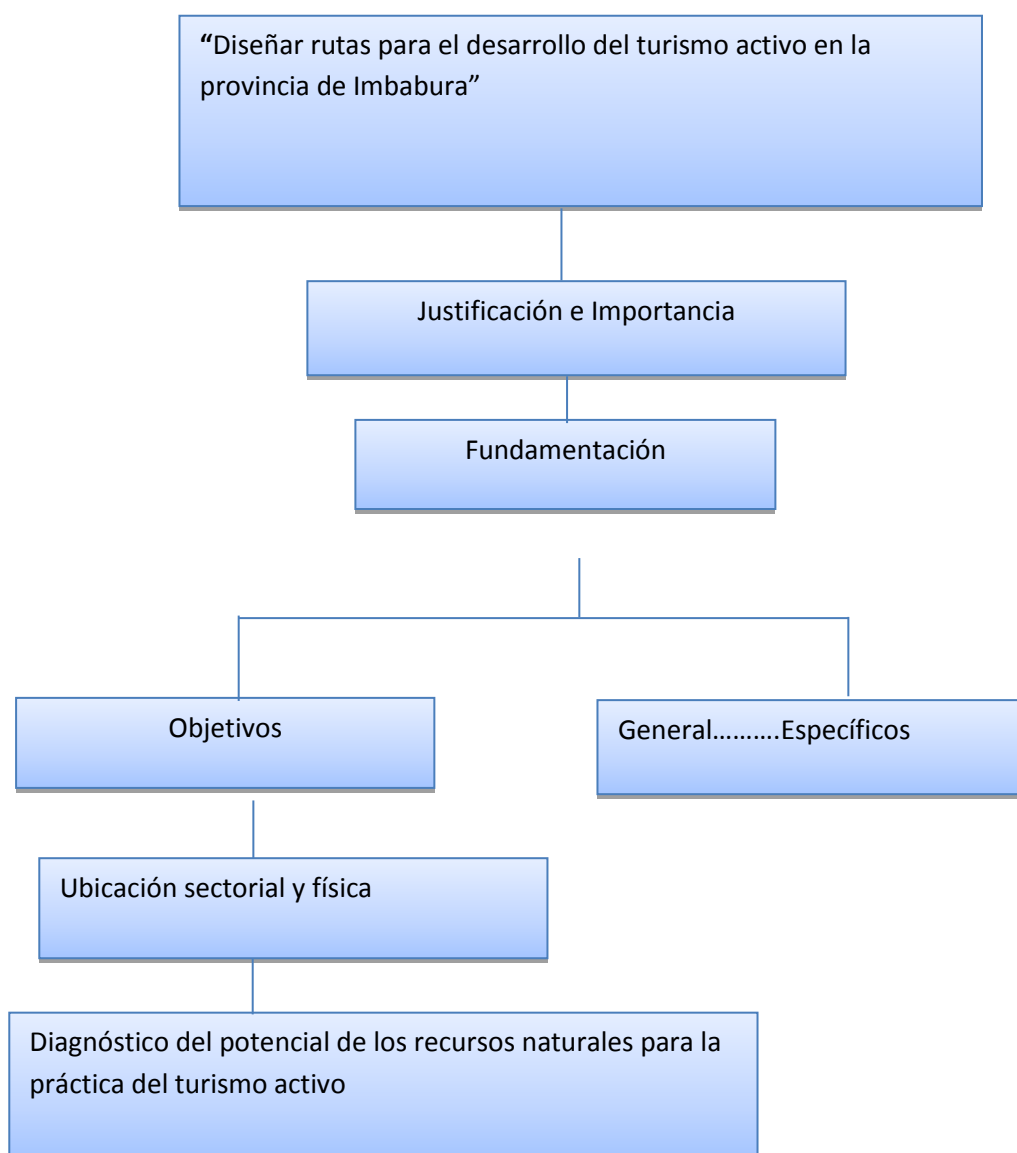 “Diseñar rutas para el desarrollo del turismo activo en la
provincia de Imbabura”
Justificación e Importancia
Fundamentación
Objetivos
General……….Específicos
Ubicación sectorial y física
Diagnóstico del potencial de los recursos naturales para la
práctica del turismo activo